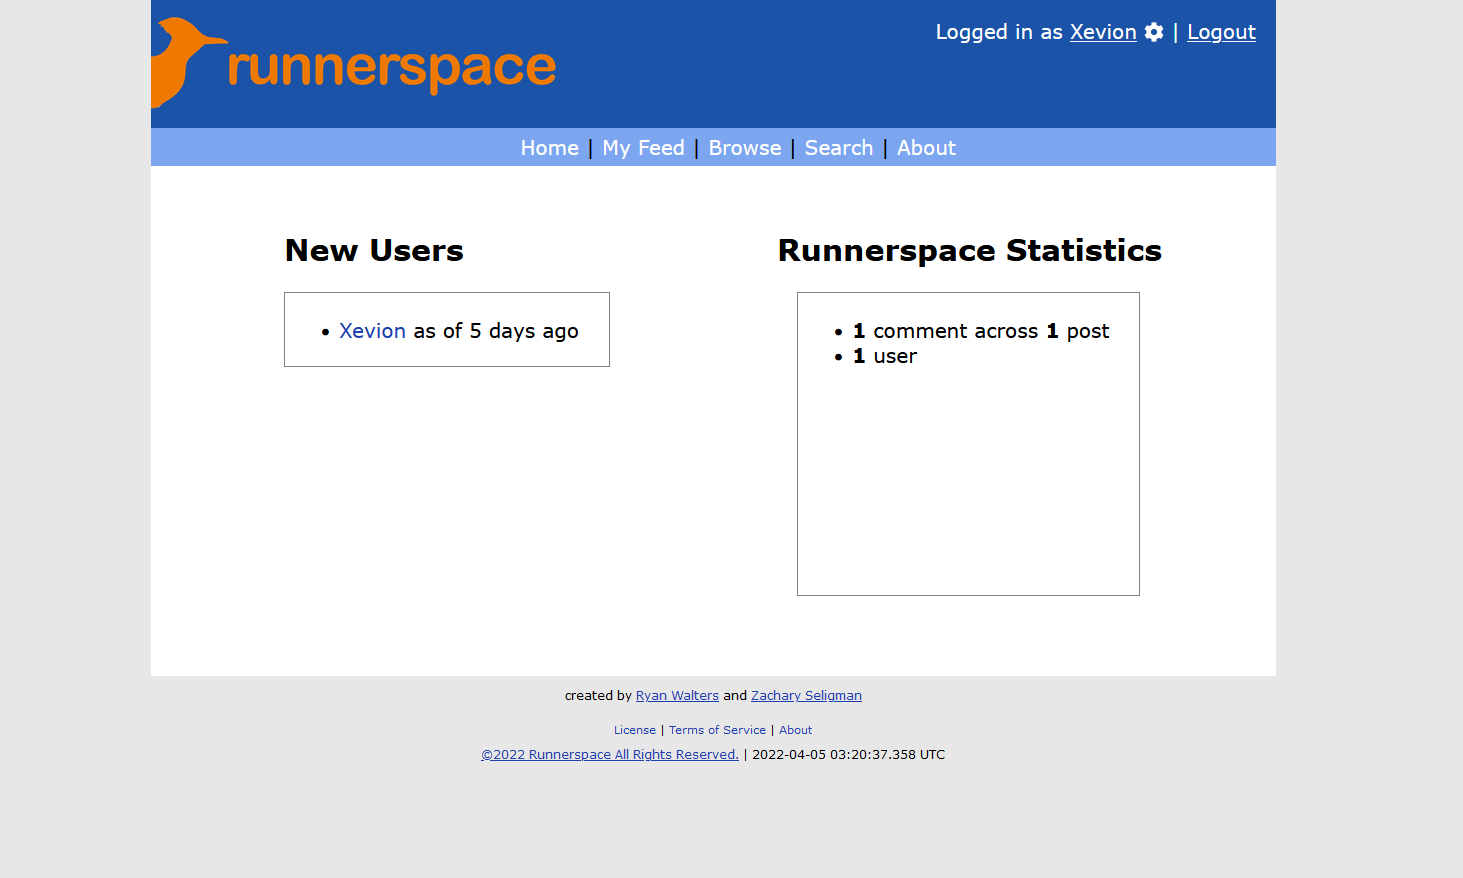 runnerspace
Logged in as Xevion | Logout
Home | My Feed | Browse | Search | About
New Users
• Xevion as of 5 days ago
Runnerspace Statistics
• 1 comment across 1 post
• 1 user
created by Ryan Walters and Zachary Seligman
License | Terms of Service | About
©2022 Runnerspace All Rights Reserved. | 2022-04-05 03:20:37.358 UTC